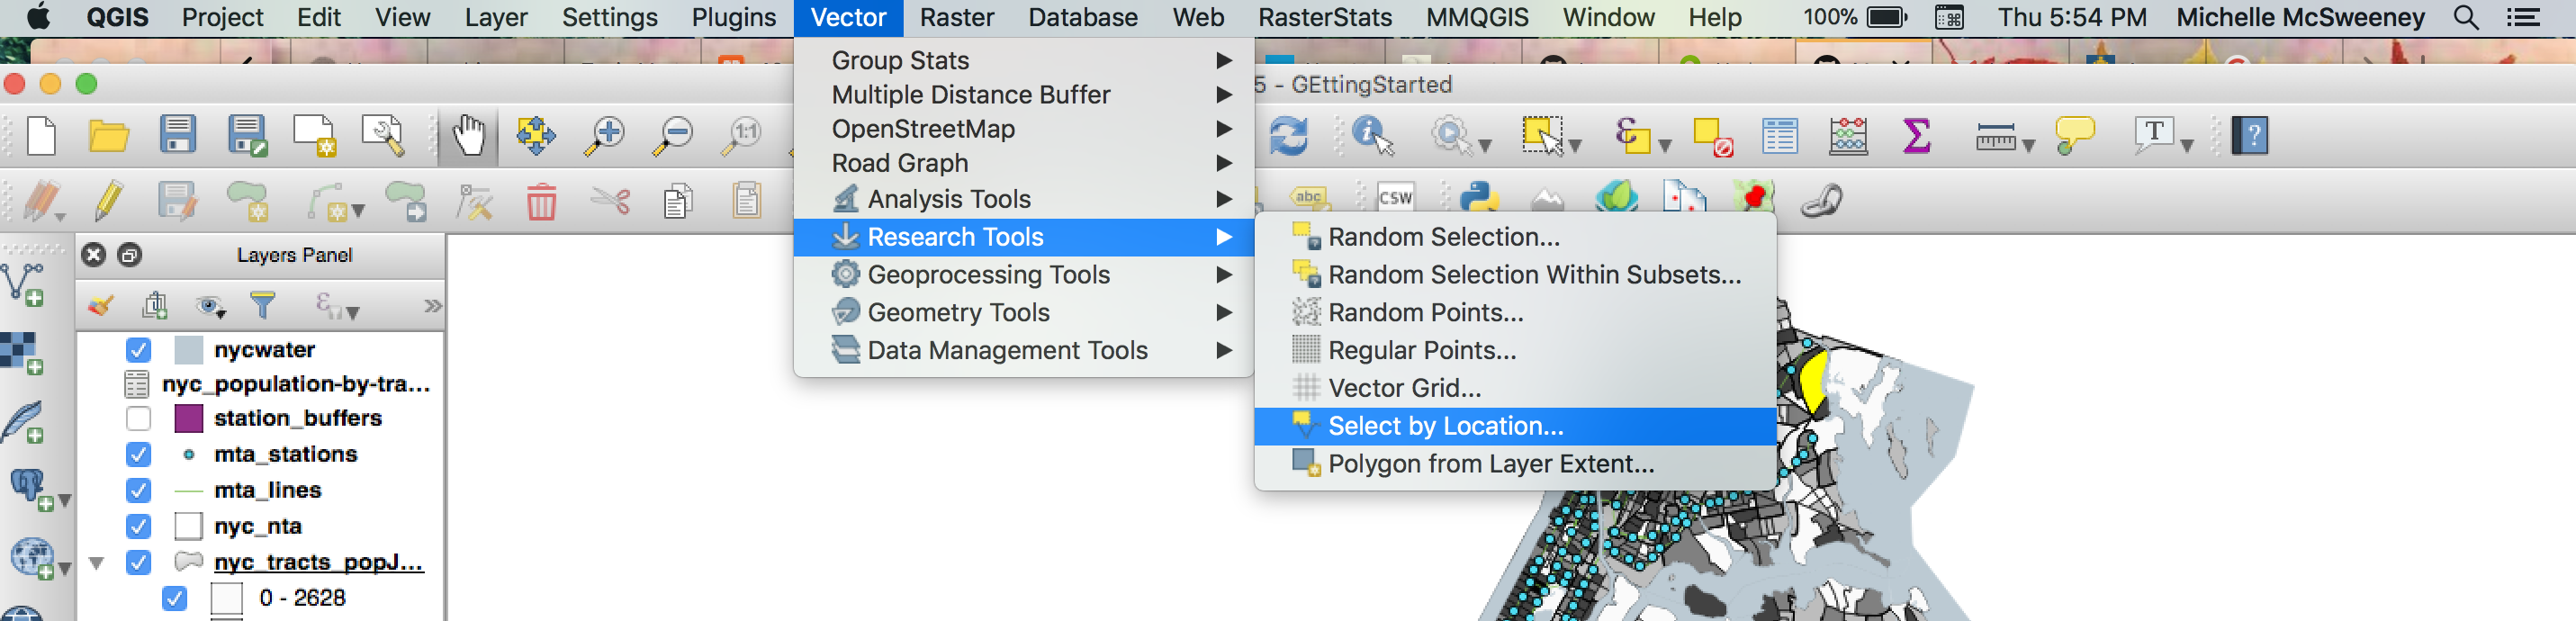 QGIS Project Edit View Layer Settings Plugins Vector Raster Database Web RasterStats MMQGIS Window Help 100% Thu 5:54 PM Michelle McSweeney
5 - GEttingStarted
Group Stats
Multiple Distance Buffer
OpenStreetMap
Road Graph
Analysis Tools
Research Tools
Geoprocessing Tools
Geometry Tools
Data Management Tools
1:1
T
?
abc
CSW
Random Selection...
Random Selection Within Subsets...
Random Points...
Regular Points...
Vector Grid...
Select by Location...
Polygon from Layer Extent...
Layers Panel
nycwater
nyc_population-by-tra...
station_buffers
mta_stations
mta_lines
nyc_nta
nyc_tracts_popJ...
0 - 2628